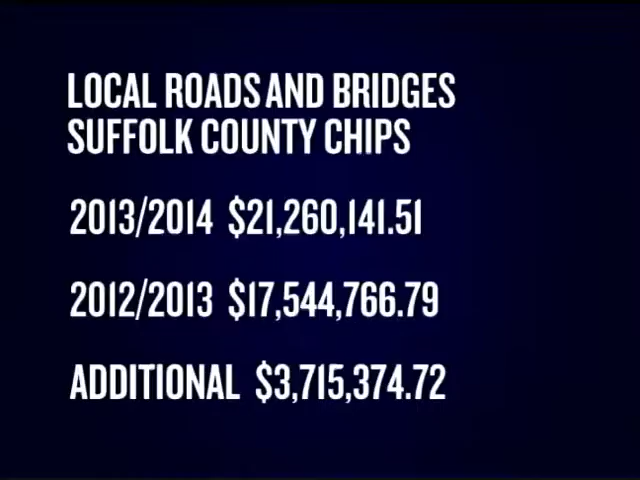 LOCAL ROADS AND BRIDGES
SUFFOLK COUNTY CHIPS
2013/2014 $21,260,141.51
2012/2013 $17,544,766.79
ADDITIONAL $3,715,374.72